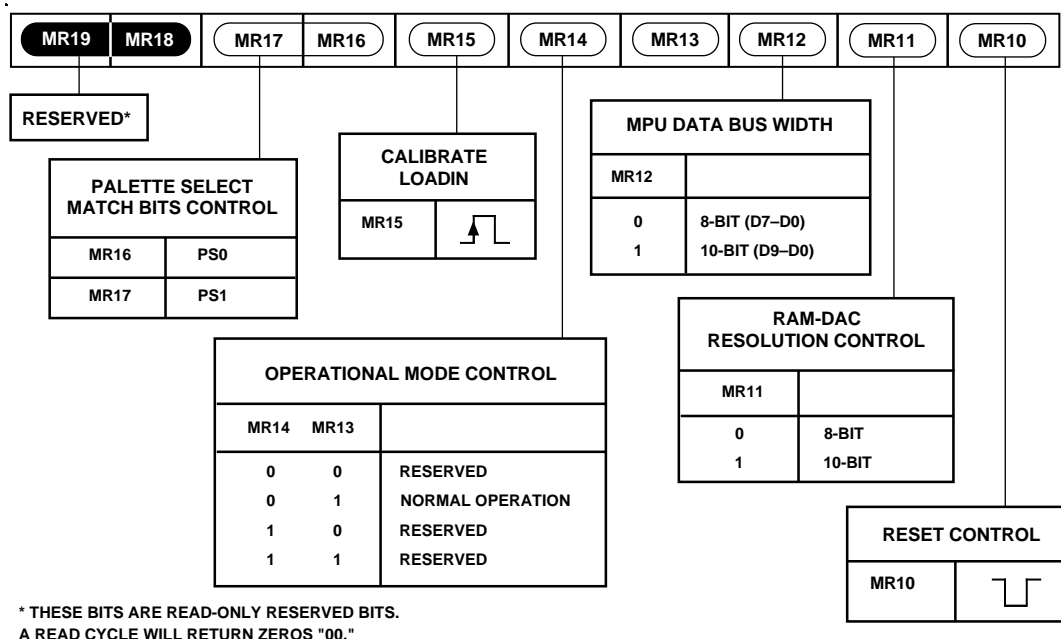 MR19 MR18 MR17 MR16 MR15 MR14 MR13 MR12 MR11 MR10
RESERVED*
PALETTE SELECT
MATCH BITS CONTROL
MR16 PS0
MR17 PS1
CALIBRATE
LOADIN
MR15
MPU DATA BUS WIDTH
MR12
0 8-BIT (D7–D0)
1 10-BIT (D9–D0)
OPERATIONAL MODE CONTROL
MR14 MR13
0 0 RESERVED
0 1 NORMAL OPERATION
1 0 RESERVED
1 1 RESERVED
RAM-DAC
RESOLUTION CONTROL
MR11
0 8-BIT
1 10-BIT
RESET CONTROL
MR10
* THESE BITS ARE READ-ONLY RESERVED BITS.
A READ CYCLE WILL RETURN ZEROS "00."